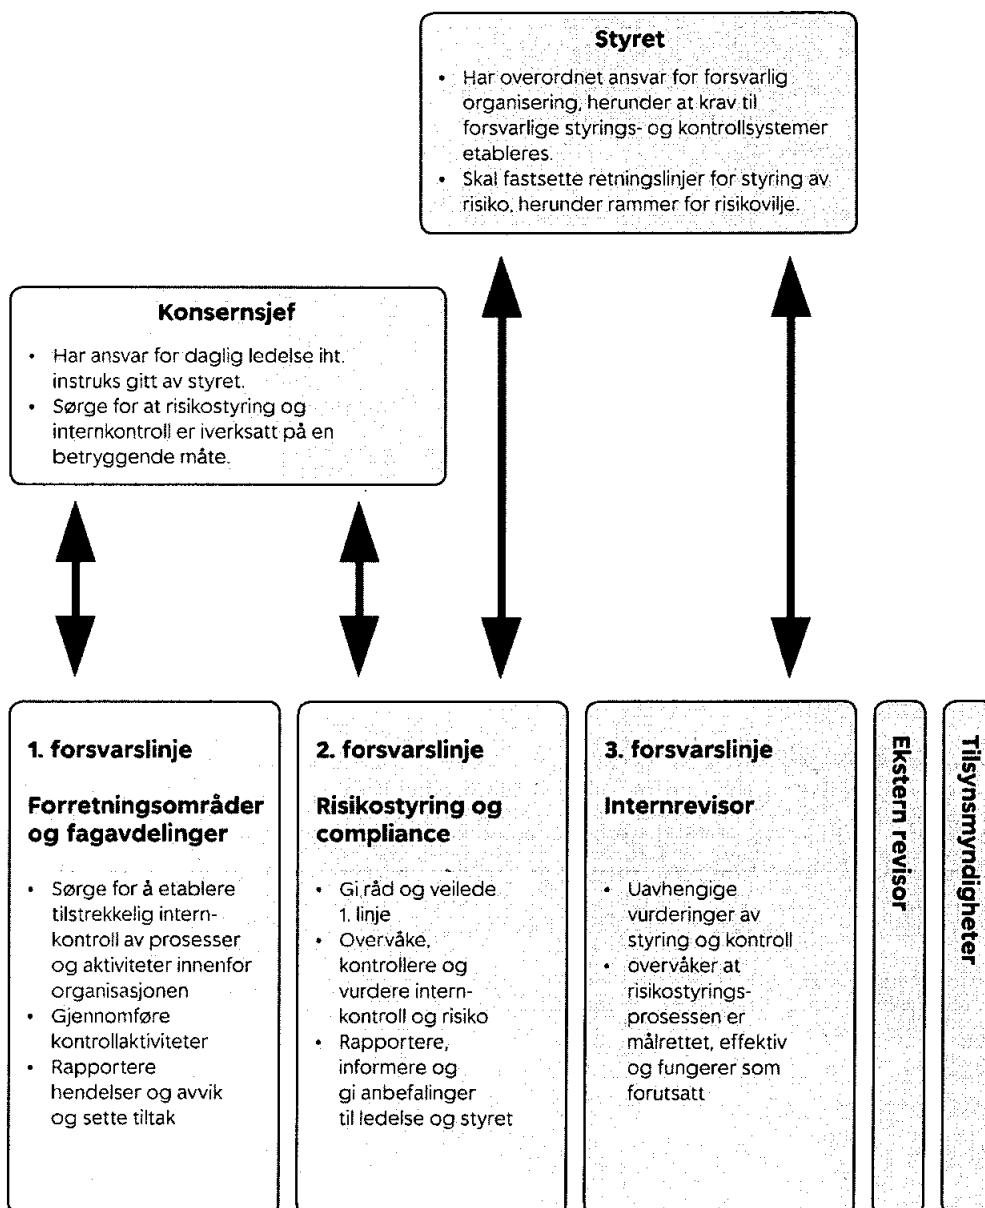 Styret
• Har overordnet ansvar for forsvarlig
organisering, herunder at krav til
forsvarlige styrings- og kontrollsystemer
etableres.
• Skal fastsette retningslinjer for styring av
risiko, herunder rammer for risikovilje.
Konsernsjef
• Har ansvar for daglig ledelse iht.
instruks gitt av styret.
• Sørge for at risikostyring og
internkontroll er iverksatt på en
betryggende måte.
1. forsvarslinje
Forretningsområder
og fagavdelinger
• Sørge for å etablere
tilstrekkelig intern-
kontroll av prosesser
og aktiviteter innenfor
organisasjonen
• Gjennomføre
kontrollaktiviteter
• Rapportere
hendelser og avvik
og sette tiltak
2. forsvarslinje
Risikostyring og
compliance
• Gi råd og veilede
1. linje
• Overvåke,
kontrollere og
vurdere intern-
kontroll og risiko
• Rapportere,
informere og
gi anbefalinger
til ledelse og styret
3. forsvarslinje
Internrevisor
• Uavhengige
vurderinger av
styring og kontroll
• overvåker at
risikostyrings-
prosessen er
målrettet, effektiv
og fungerer som
forutsatt
Ekstern revisor
Tilsynsmyndigheter